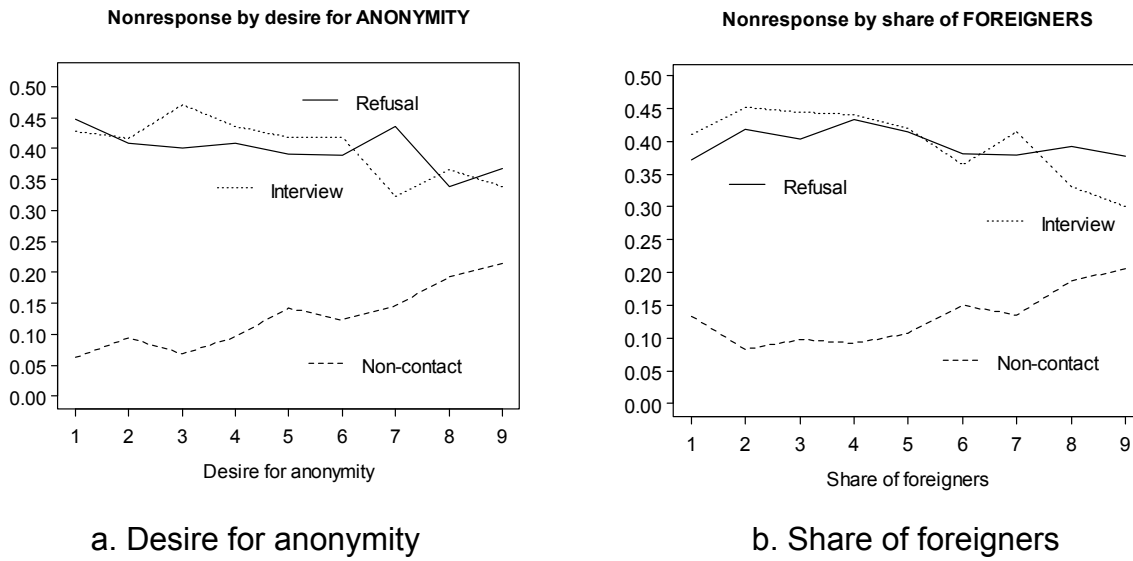 Nonresponse by desire for ANONYMITY
0.50
0.45
0.40
0.35
0.30
0.25
0.20
0.15
0.10
0.05
0.00
Refusal
Interview
Non-contact
1 2 3 4 5 6 7 8 9
Desire for anonymity
a. Desire for anonymity
Nonresponse by share of FOREIGNERS
0.50
0.45
0.40
0.35
0.30
0.25
0.20
0.15
0.10
0.05
0.00
Refusal
Interview
Non-contact
1 2 3 4 5 6 7 8 9
Share of foreigners
b. Share of foreigners